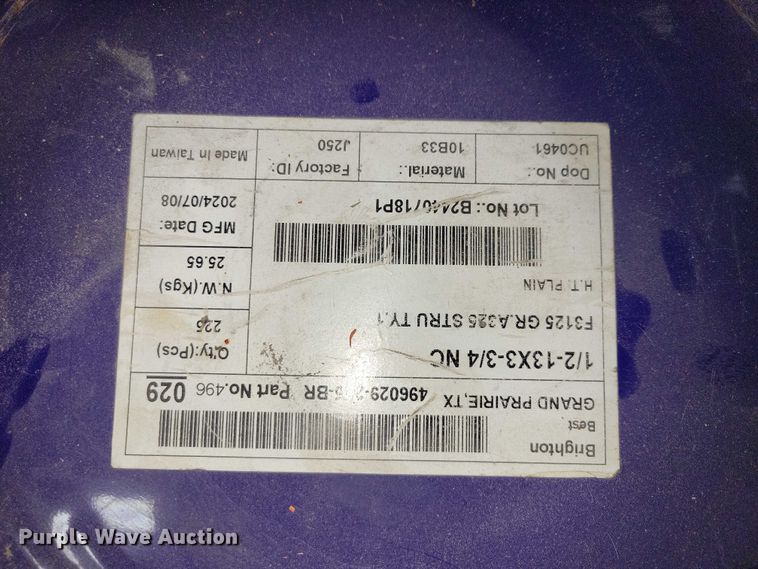 Brighton
Best
GRAND PRAIRIE,TX
496029- -BR Part No.496 029
1/2-13X3-3/4 NC
F3125 GR.A325 STRU TY.1
H.T. PLAIN
Q'ty:(Pcs)
225
N.W.(Kgs)
25.65
Lot No.:
MFG Date:
2024/07/08
Dop No.:
UC0461
Material.:
10B33
Factory ID:
J250
Made In Taiwan
Purple Wave Auction